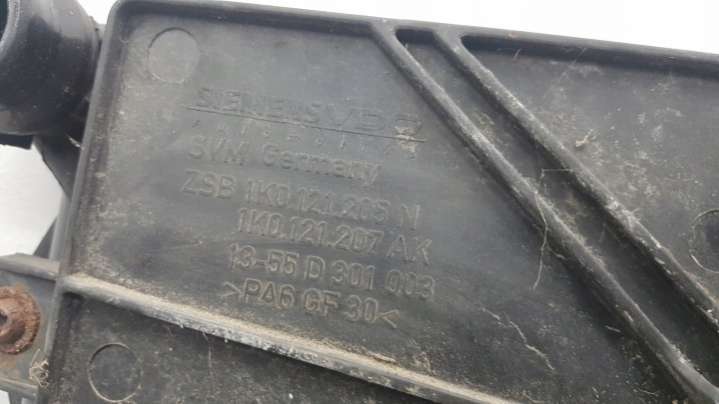 SIEMENS VDO
AUTOMOTIVE
SVM Germany
ZSB 1K0.121.205 N
1K0.121.207 AK
13-55 D 301 003
>PA6 GF 30<